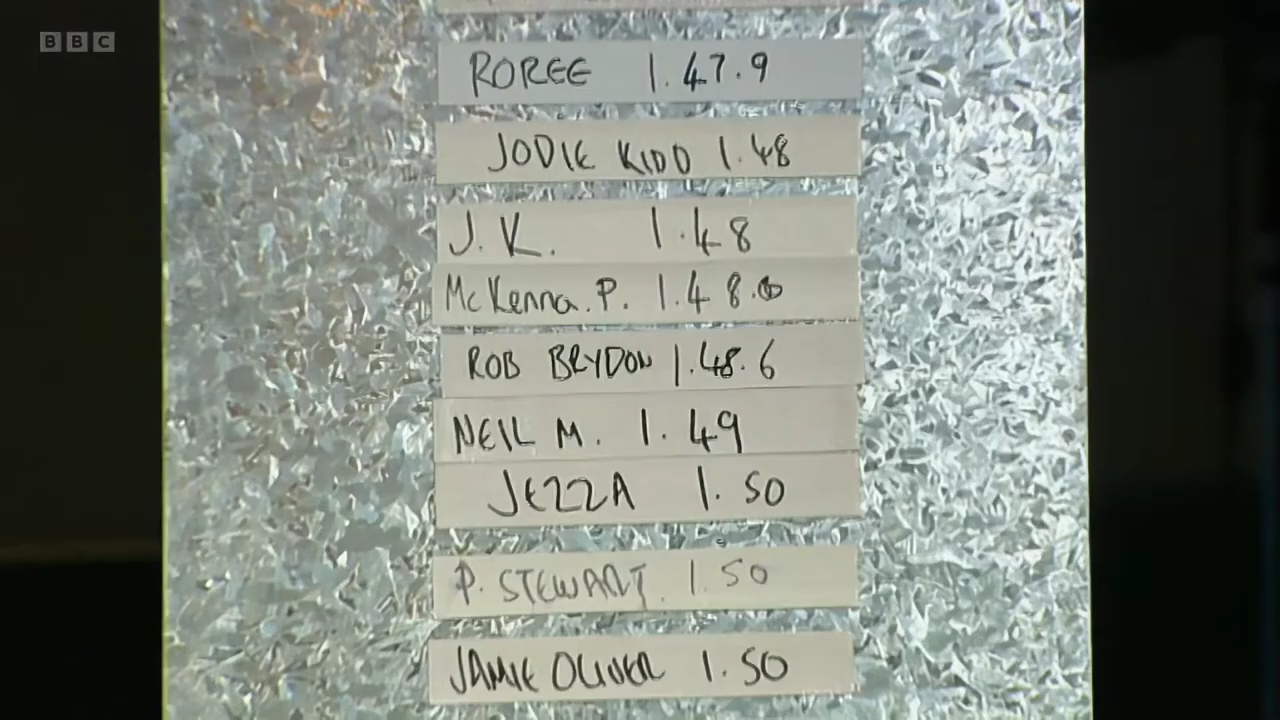 BBC
ROREE 1.47.9
JODIE KIDD 1.48
J.K. 1.48
McKenna.P. 1.48.0
ROB BRYDON 1.48.6
NEIL M. 1.49
JEZZA 1.50
P. STEWART. 1.50
JAMIE OLIVER 1.50